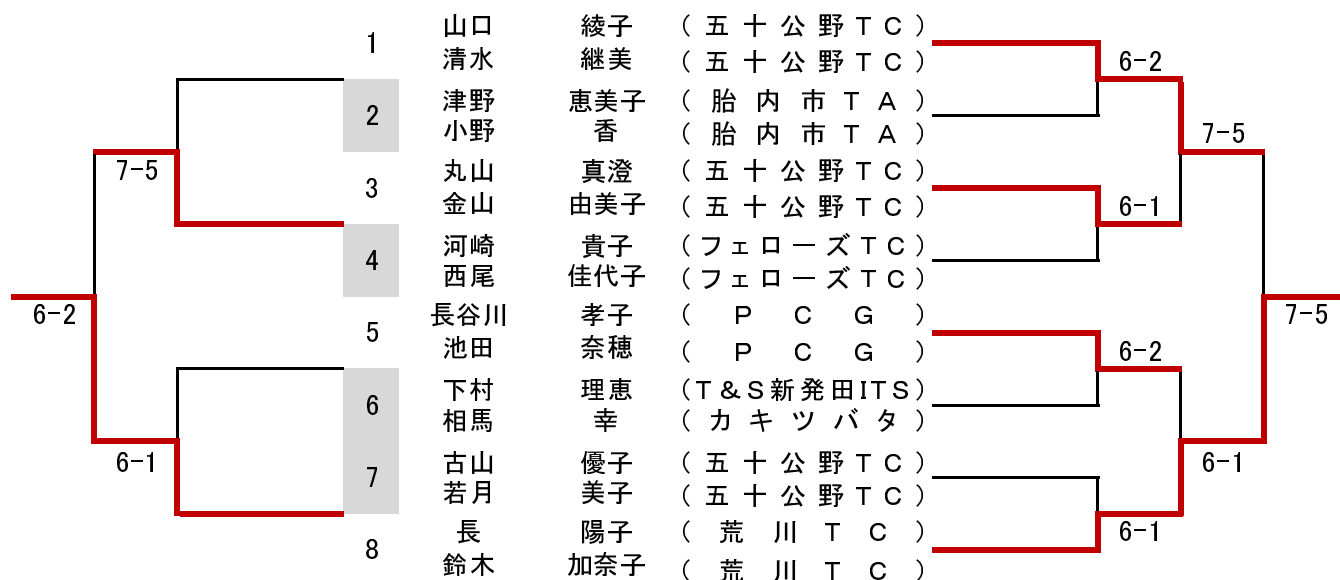 1 山口 綾子 (五十公野TC)
清水 継美 (五十公野TC)
6-2
2 津野 恵美子 (胎内市TA)
小野 香 (胎内市TA)
7-5
7-5
3 丸山 真澄 (五十公野TC)
金山 由美子 (五十公野TC)
6-1
4 河崎 貴子 (フェローズTC)
西尾 佳代子 (フェローズTC)
6-2
5 長谷川 孝子 (PCG)
7-5
池田 奈穂 (PCG)
6-2
6 下村 理恵 (T&S新発田ITS)
相馬 幸 (カキツバタ)
6-1
6-1
7 古山 優子 (五十公野TC)
若月 美子 (五十公野TC)
8 長 陽子 (荒川TC)
6-1
鈴木 加奈子 (荒川TC)